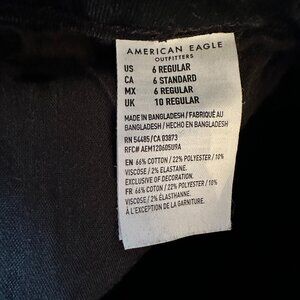 AMERICAN EAGLE
OUTFITTERS
US 6 REGULAR
CA 6 STANDARD
MX 6 REGULAR
UK 10 REGULAR
MADE IN BANGLADESH / FABRIQUÉ AU
BANGLADESH / HECHO EN BANGLADESH
RN 54485/CA 03873
RFC# AEM120605U9A
EN 66% COTTON / 22% POLYESTER / 10%
VISCOSE / 2% ELASTANE.
EXCLUSIVE OF DECORATION.
FR 66% COTON / 22% POLYESTER / 10%
VISCOSE / 2% ÉLASTHANNE.
À L'EXCEPTION DE LA GARNITURE.